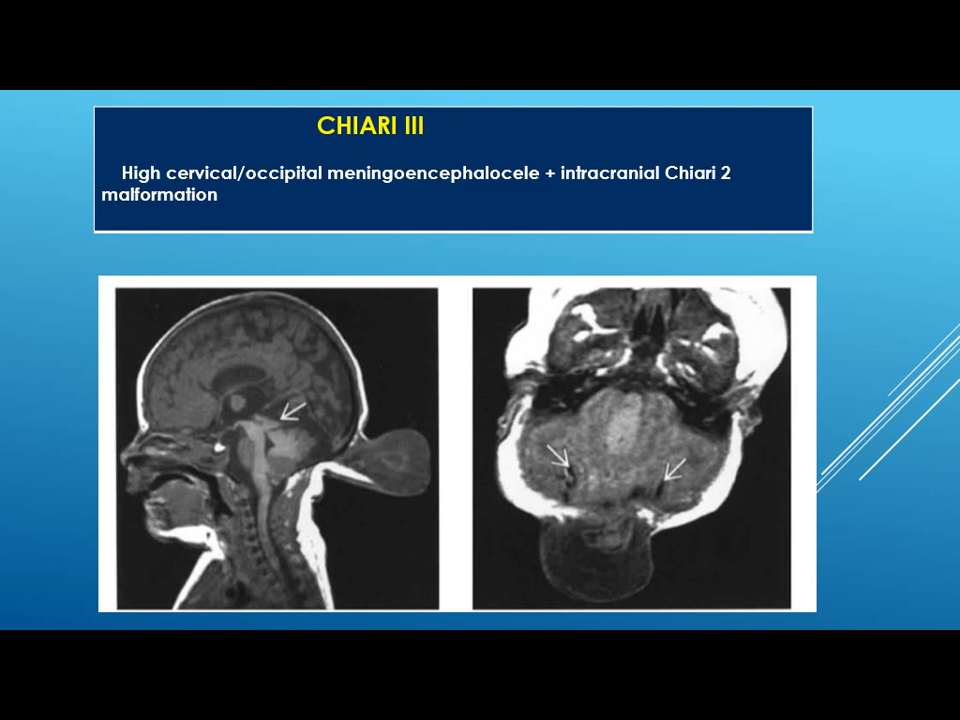 CHIARI III
High cervical/occipital meningoencephalocele + intracranial Chiari 2
malformation